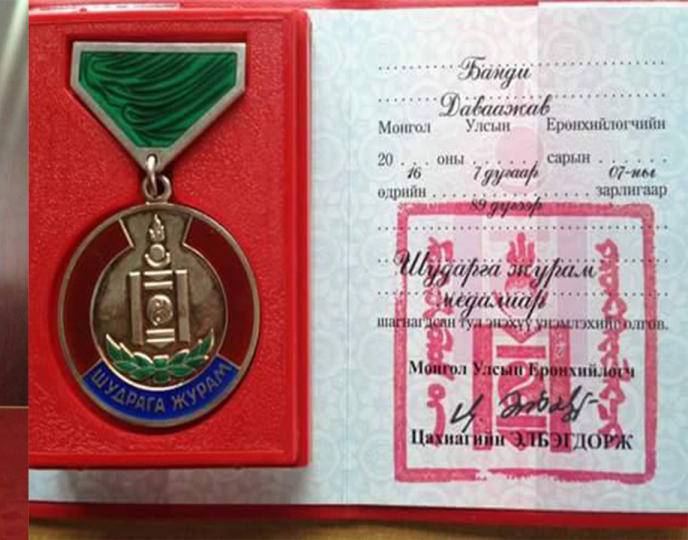 ШУДРАГА ЖУРАМ
Банди
Даваажав
Монгол Улсын Ерөнхийлөгчийн
20 16 оны 7 дугаар сарын 07-ны
өдрийн 89 дүгээр зарлигаар
Шударга журам
медалиар
шагнагдсан тул энэхүү үнэмлэхийг олгов.
Монгол Улсын Ерөнхийлөгч
Цахиагийн ЭЛБЭГДОРЖ